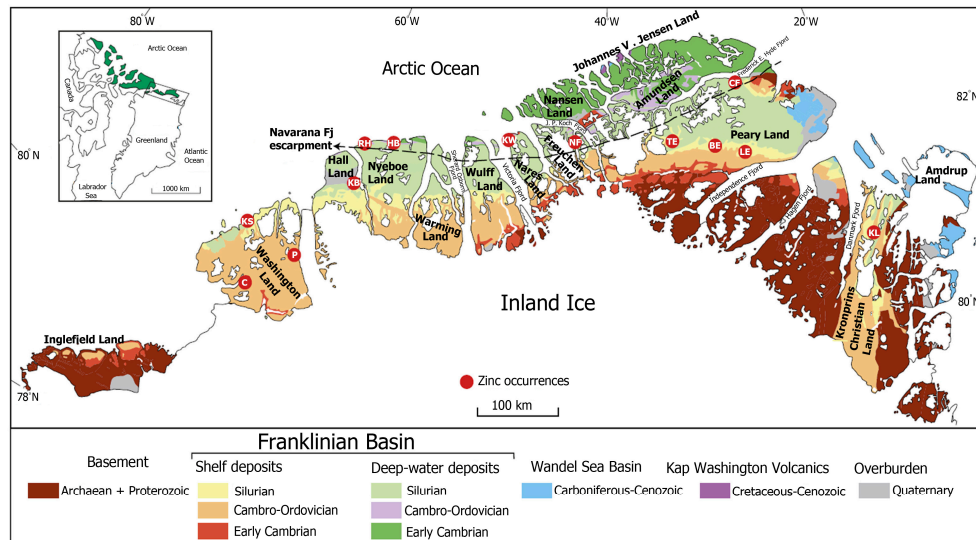 80°W
60°W
40°W
20°W
Arctic Ocean
Canada
Greenland
Atlantic
Ocean
Labrador
Sea
1000 km
Arctic Ocean
Johannes V. Jensen Land
Frederick E. Hyde Fjord
CF
82°N
Nansen
Land
Amundsen
Land
J. P. Koch Fjord
Navarana Fj
escarpment
RH
HB
KW
NF
TE
BE
LE
Peary Land
80°N
Hall
Land
KB
Nyeboe
Land
Wulff
Land
Victoria Fjord
Nares
Land
Freuchen
Land
Warming
Land
Independence Fjord
Hagen Fjord
Danmark Fjord
Amdrup
Land
KL
KS
P
C
Washington
Land
Inland Ice
Kronprins
Christian
Land
80°N
Inglefield Land
78°N
Zinc occurrences
100 km
Franklinian Basin
Basement
Shelf deposits
Deep-water deposits
Wandel Sea Basin
Kap Washington Volcanics
Overburden
Archaean + Proterozoic
Silurian
Silurian
Carboniferous-Cenozoic
Cretaceous-Cenozoic
Quaternary
Cambro-Ordovician
Cambro-Ordovician
Early Cambrian
Early Cambrian